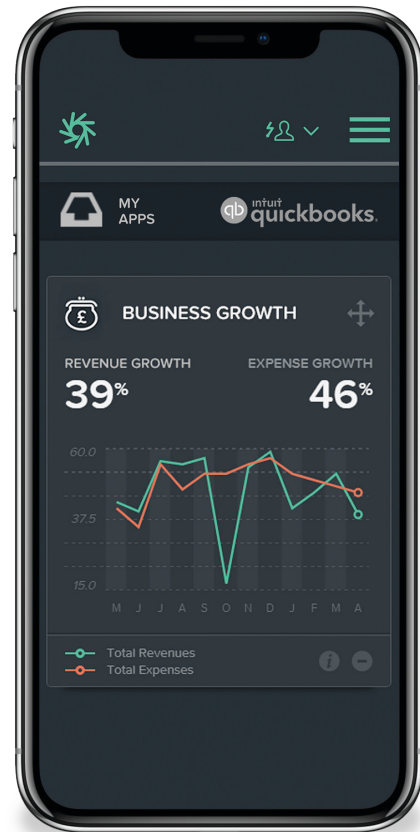 MY
APPS
qb intuit quickbooks.
£ BUSINESS GROWTH
REVENUE GROWTH EXPENSE GROWTH
39% 46%
60.0
37.5
15.0
M J J A S O N D J F M A
Total Revenues
Total Expenses
i